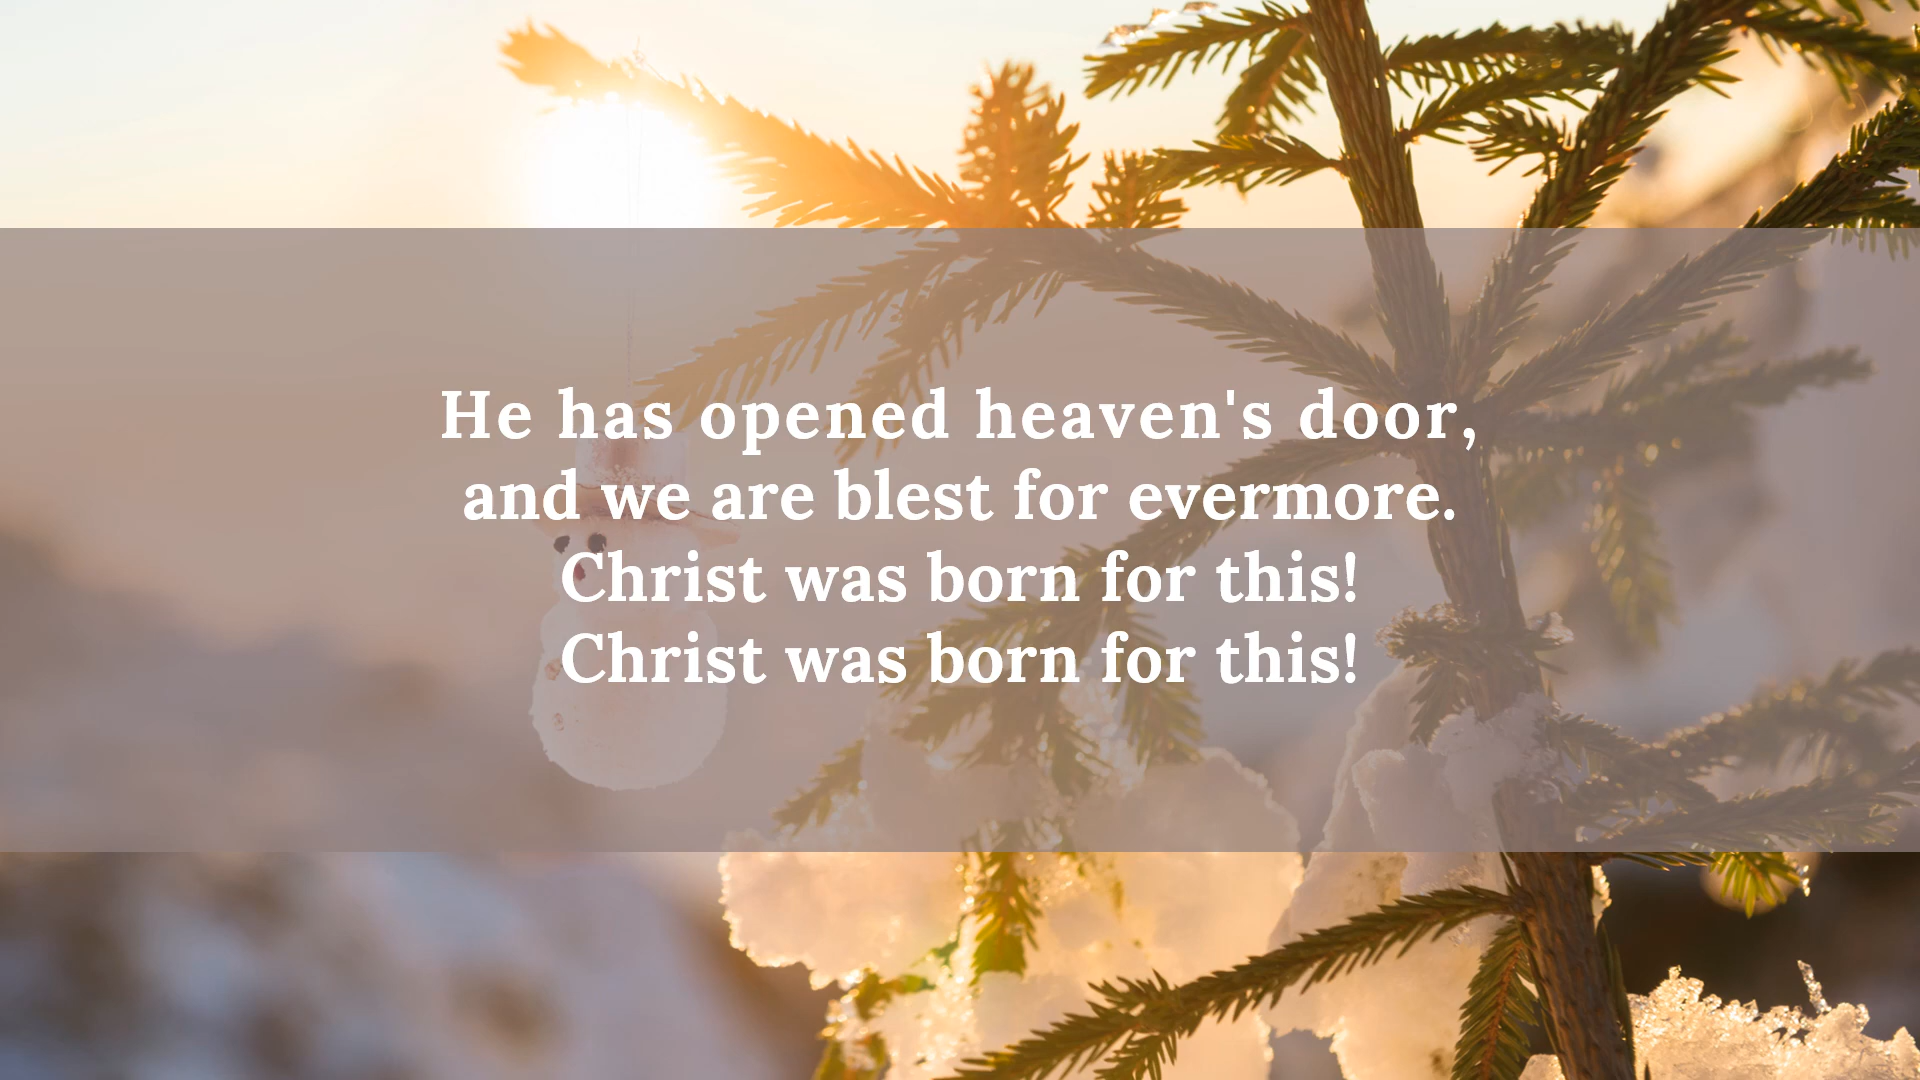 He has opened heaven's door,
and we are blest for evermore.
Christ was born for this!
Christ was born for this!